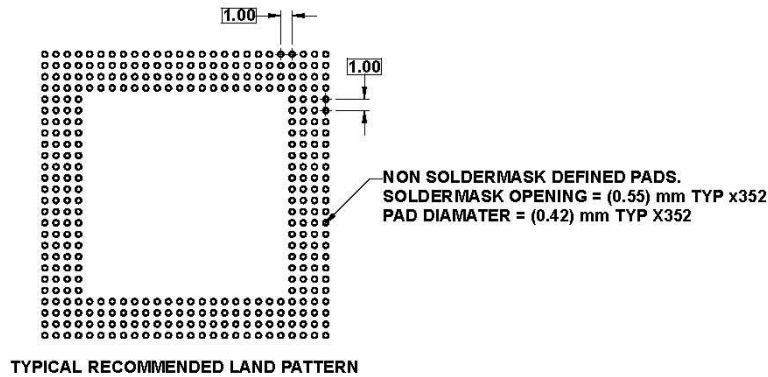 1.00
1.00
NON SOLDERMASK DEFINED PADS.
SOLDERMASK OPENING = (0.55) mm TYP x352
PAD DIAMATER = (0.42) mm TYP X352
TYPICAL RECOMMENDED LAND PATTERN